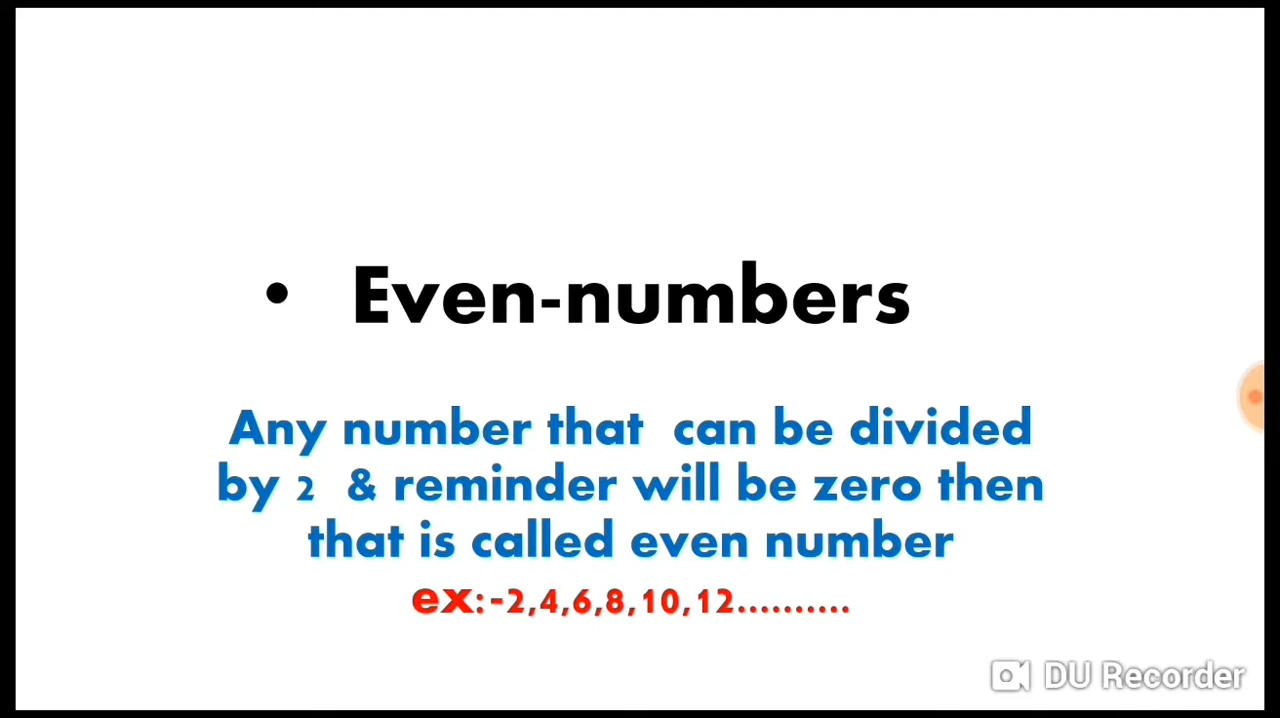 • Even-numbers
Any number that can be divided
by 2 & reminder will be zero then
that is called even number
ex:-2,4,6,8,10,12..........
DU Recorder